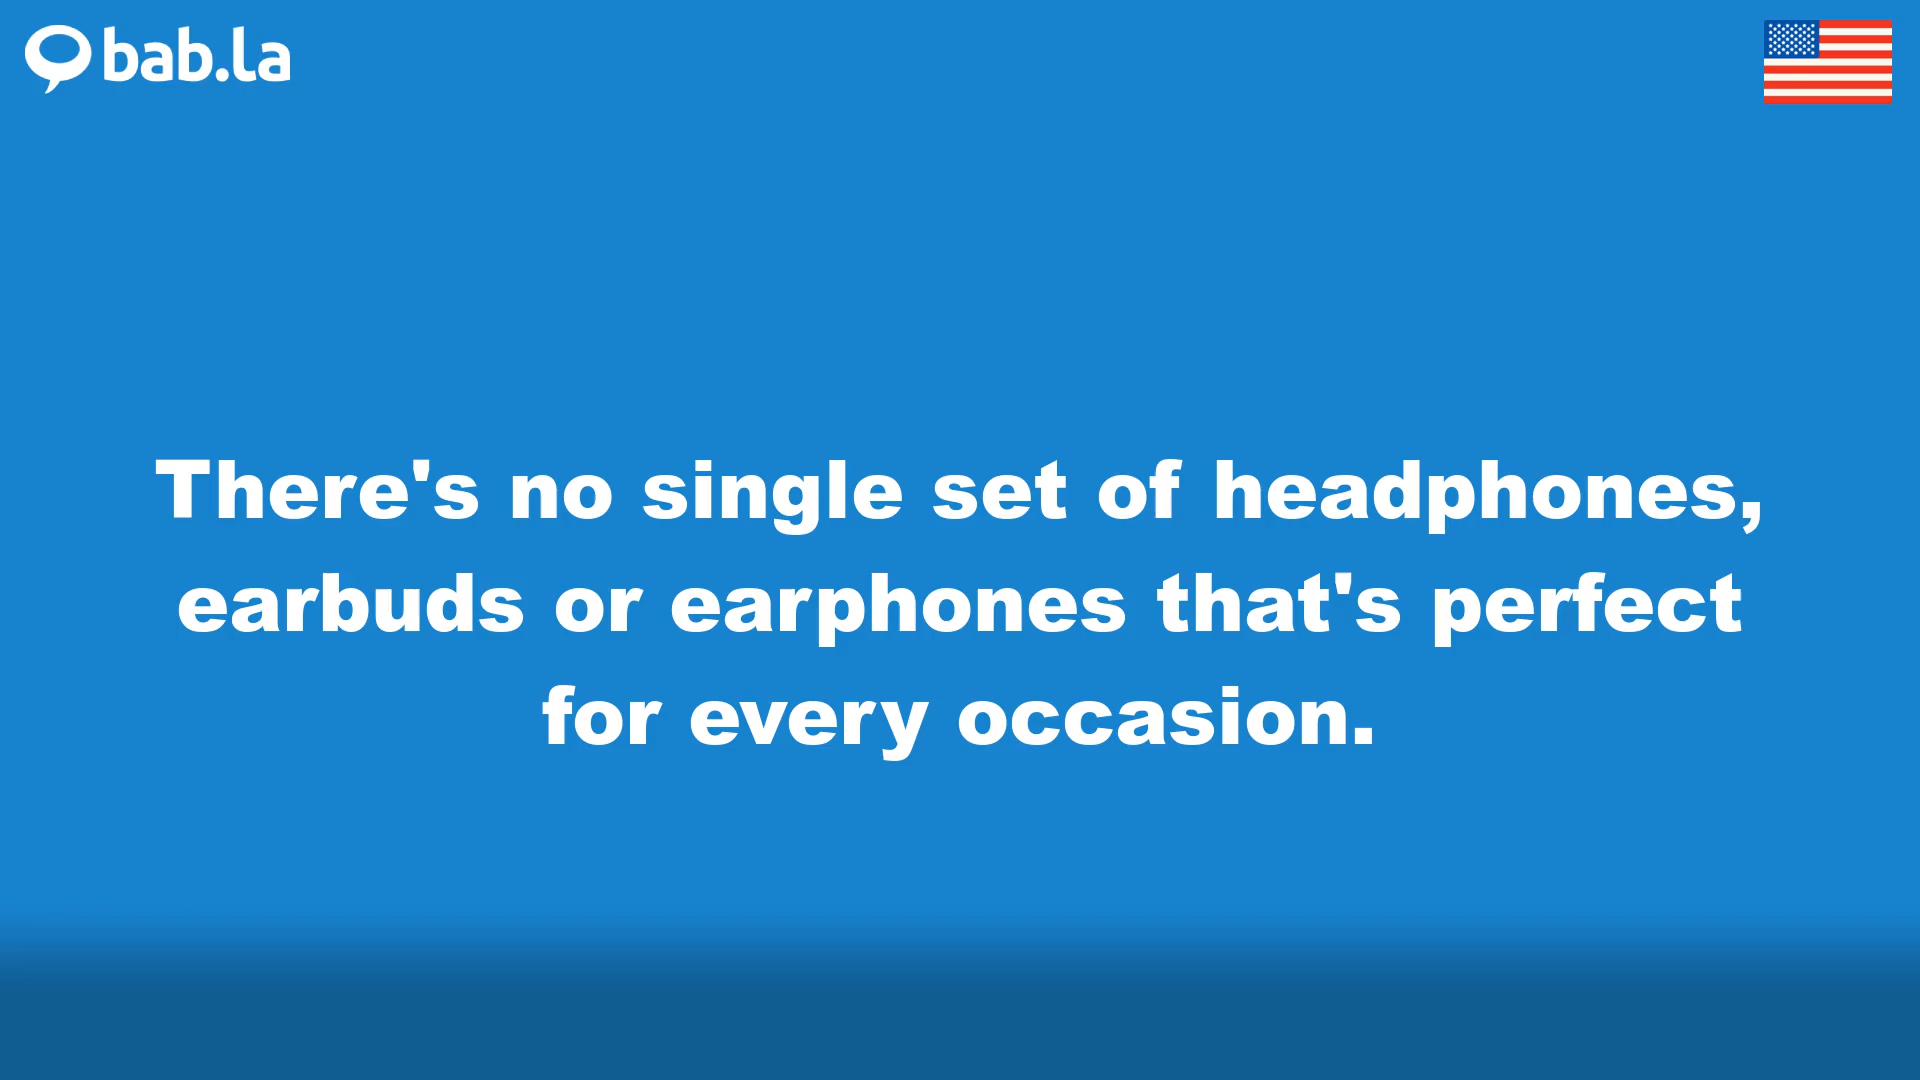 bab.la
There's no single set of headphones,
earbuds or earphones that's perfect
for every occasion.